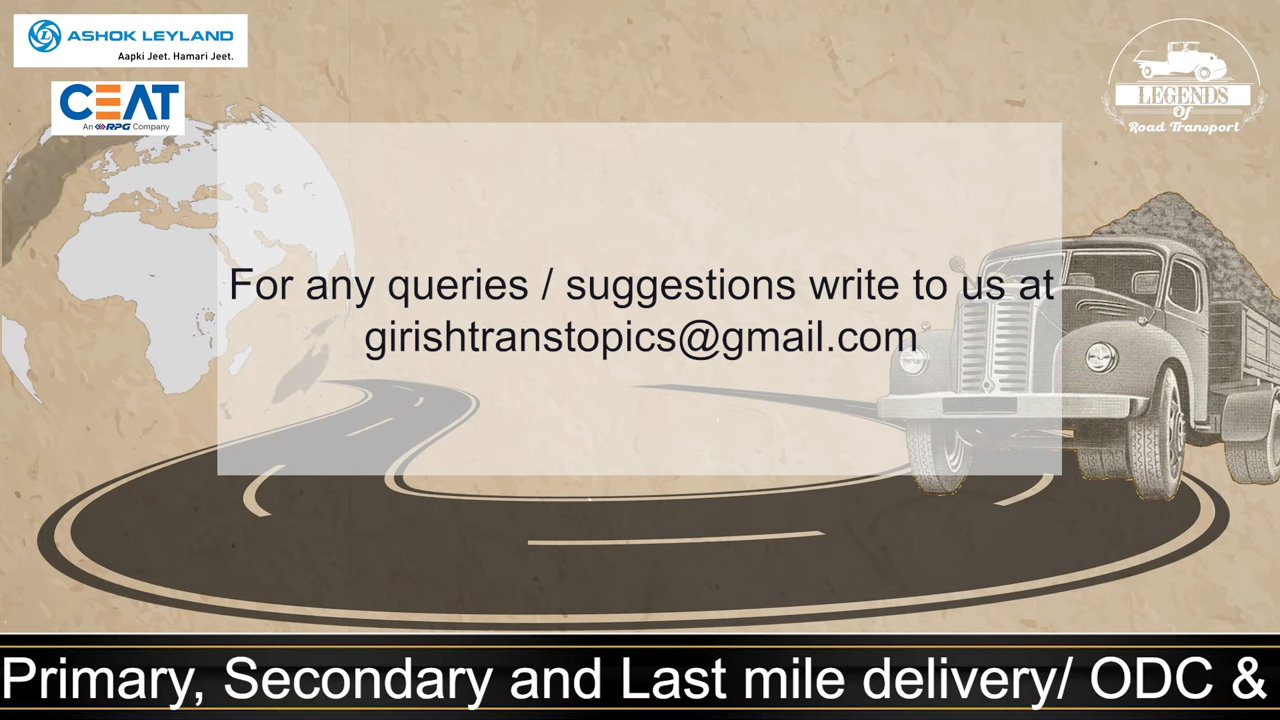 ASHOK LEYLAND
Aapki Jeet. Hamari Jeet.
CEAT
An RPG Company
LEGENDS
Of
Road Transport
For any queries / suggestions write to us at
girishtranstopics@gmail.com
Primary, Secondary and Last mile delivery/ ODC &